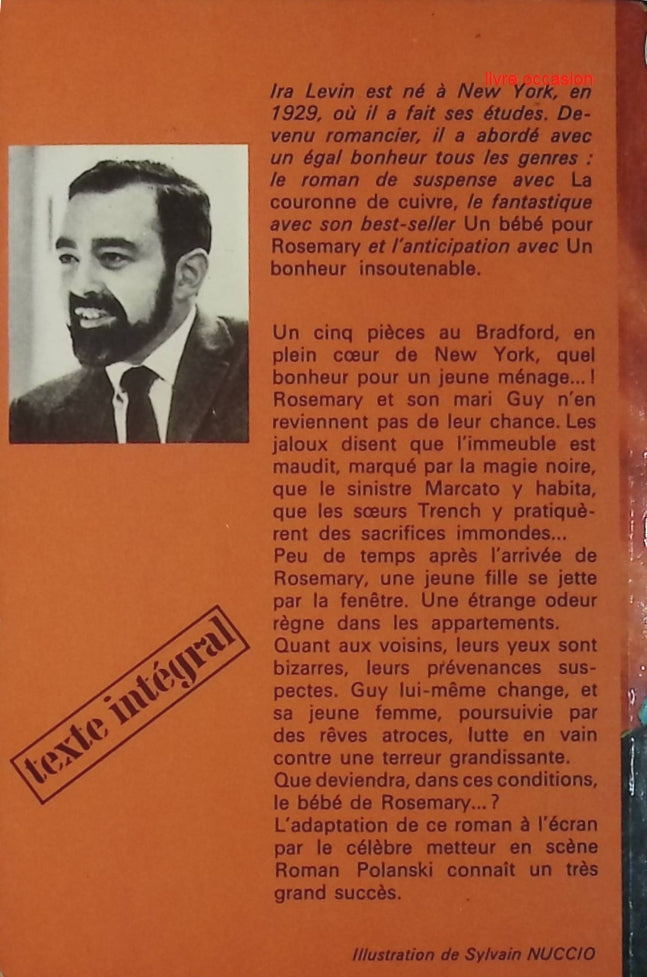 livre occasion
Ira Levin est né à New York, en
1929, où il a fait ses études. De-
venu romancier, il a abordé avec
un égal bonheur tous les genres :
le roman de suspense avec La
couronne de cuivre, le fantastique
avec son best-seller Un bébé pour
Rosemary et l'anticipation avec Un
bonheur insoutenable.
Un cinq pièces au Bradford, en
plein cœur de New York, quel
bonheur pour un jeune ménage... !
Rosemary et son mari Guy n'en
reviennent pas de leur chance. Les
jaloux disent que l'immeuble est
maudit, marqué par la magie noire,
que le sinistre Marcato y habita,
que les sœurs Trench y pratiquè-
rent des sacrifices immondes...
Peu de temps après l'arrivée de
Rosemary, une jeune fille se jette
par la fenêtre. Une étrange odeur
règne dans les appartements.
Quant aux voisins, leurs yeux sont
bizarres, leurs prévenances sus-
pectes. Guy lui-même change, et
sa jeune femme, poursuivie par
des rêves atroces, lutte en vain
contre une terreur grandissante.
Que deviendra, dans ces conditions,
le bébé de Rosemary... ?
L'adaptation de ce roman à l'écran
par le célèbre metteur en scène
Roman Polanski connaît un très
grand succès.
texte intégral
Illustration de Sylvain NUCCIO